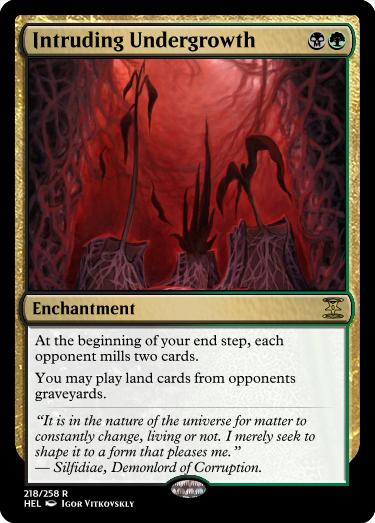 Intruding Undergrowth
Enchantment
At the beginning of your end step, each
opponent mills two cards.
You may play land cards from opponents
graveyards.
“It is in the nature of the universe for matter to
constantly change, living or not. I merely seek to
shape it to a form that pleases me.”
— Silfidiae, Demonlord of Corruption.
218/258 R
HEL Igor Vitkovskly